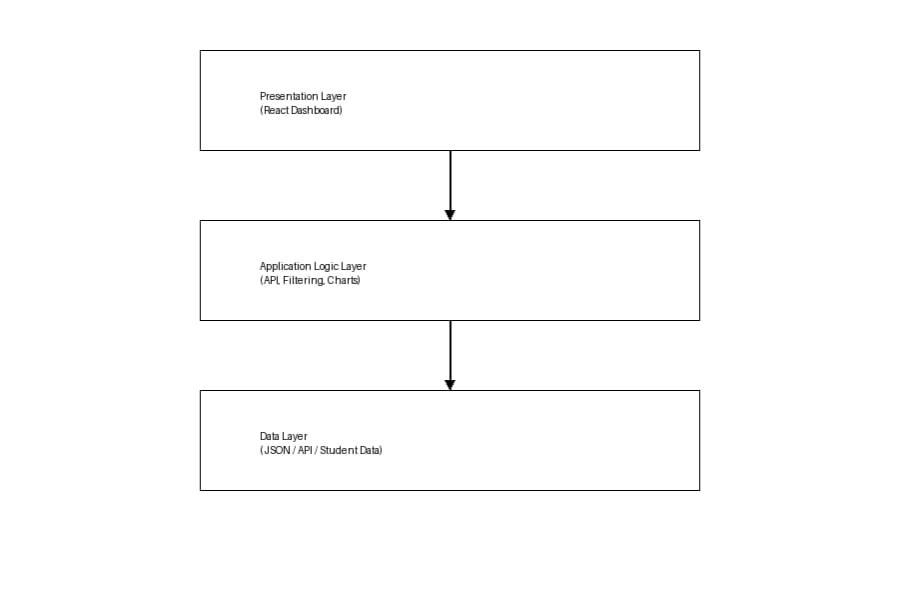 Presentation Layer
(React Dashboard)
Application Logic Layer
(API, Filtering, Charts)
Data Layer
(JSON / API / Student Data)